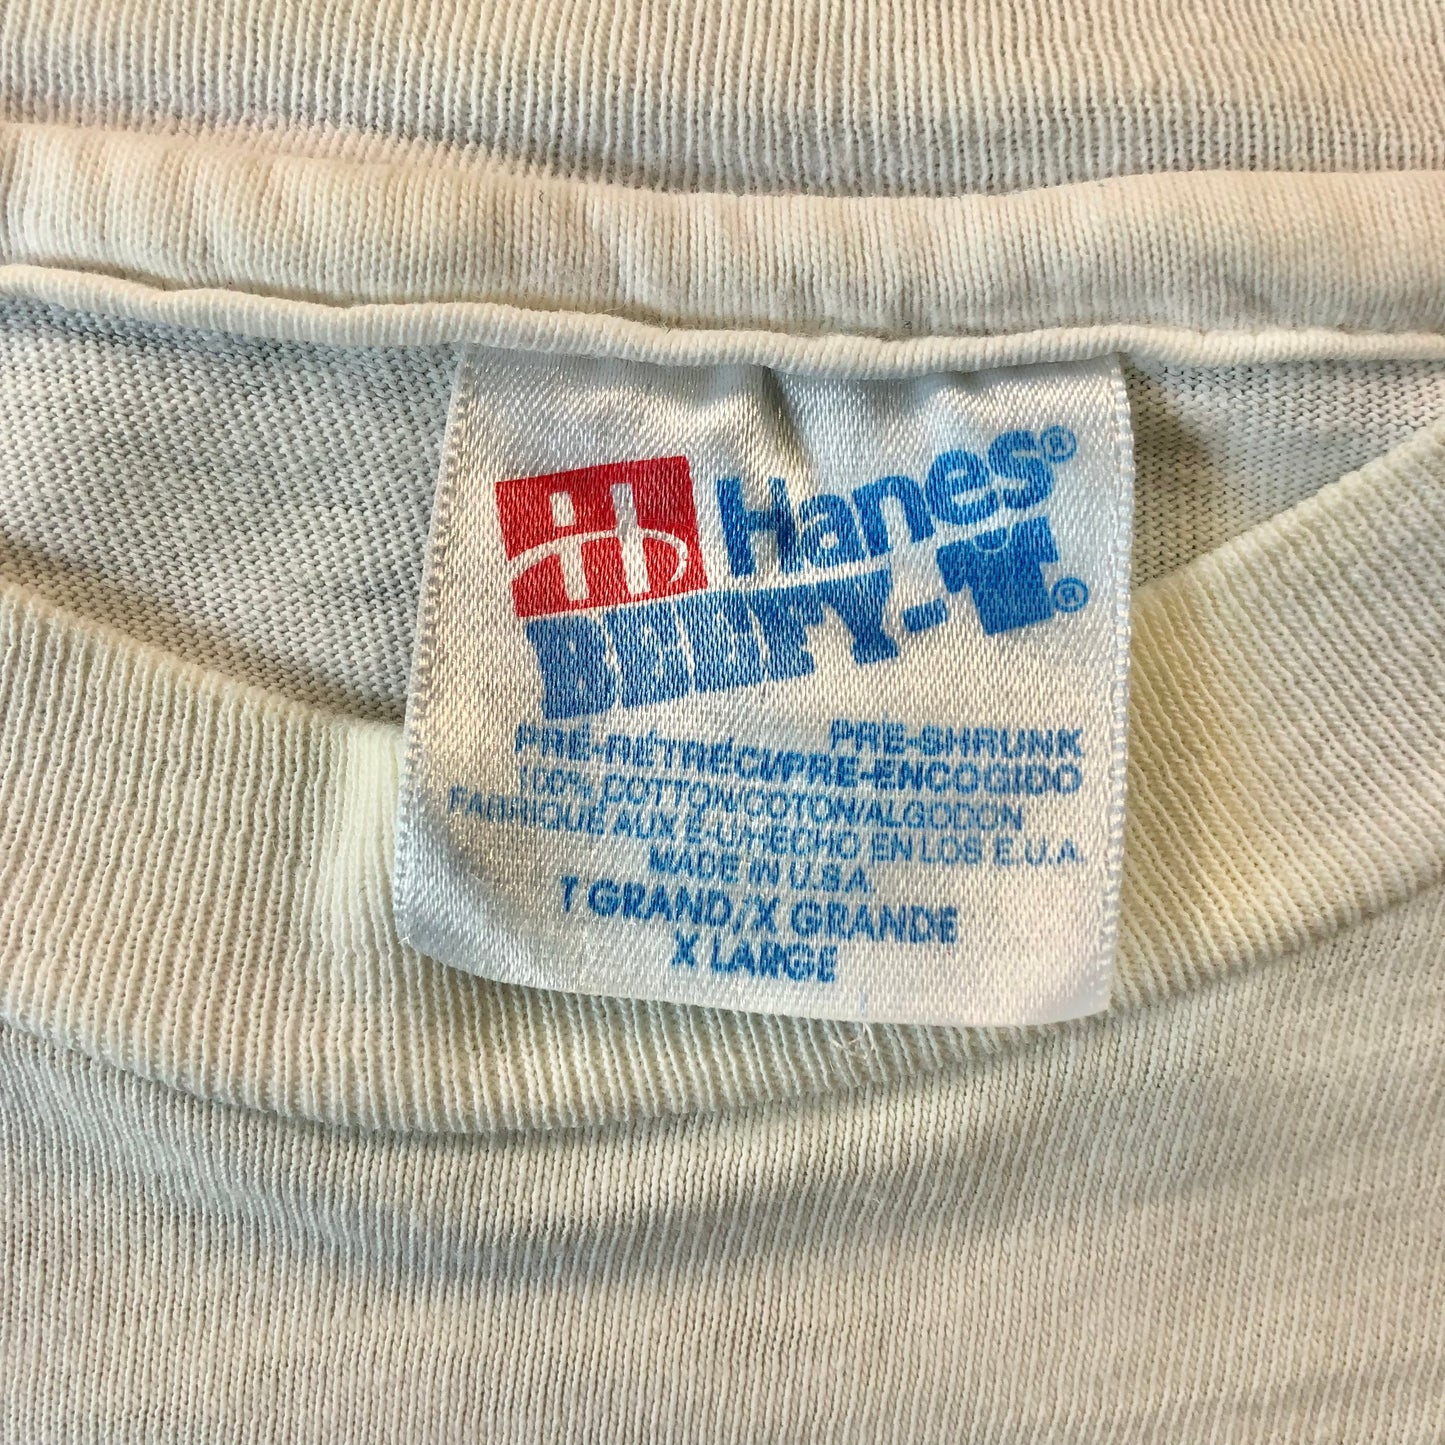 Hanes®
BEEFY-T®
PRE-SHRUNK
PRÉ-RÉTRÉCI/PRE-ENCOGIDO
100% COTTON/COTON/ALGODON
FABRIQUE AUX É-U/HECHO EN LOS E.U.A.
MADE IN U.S.A.
T GRAND/X GRANDE
X LARGE